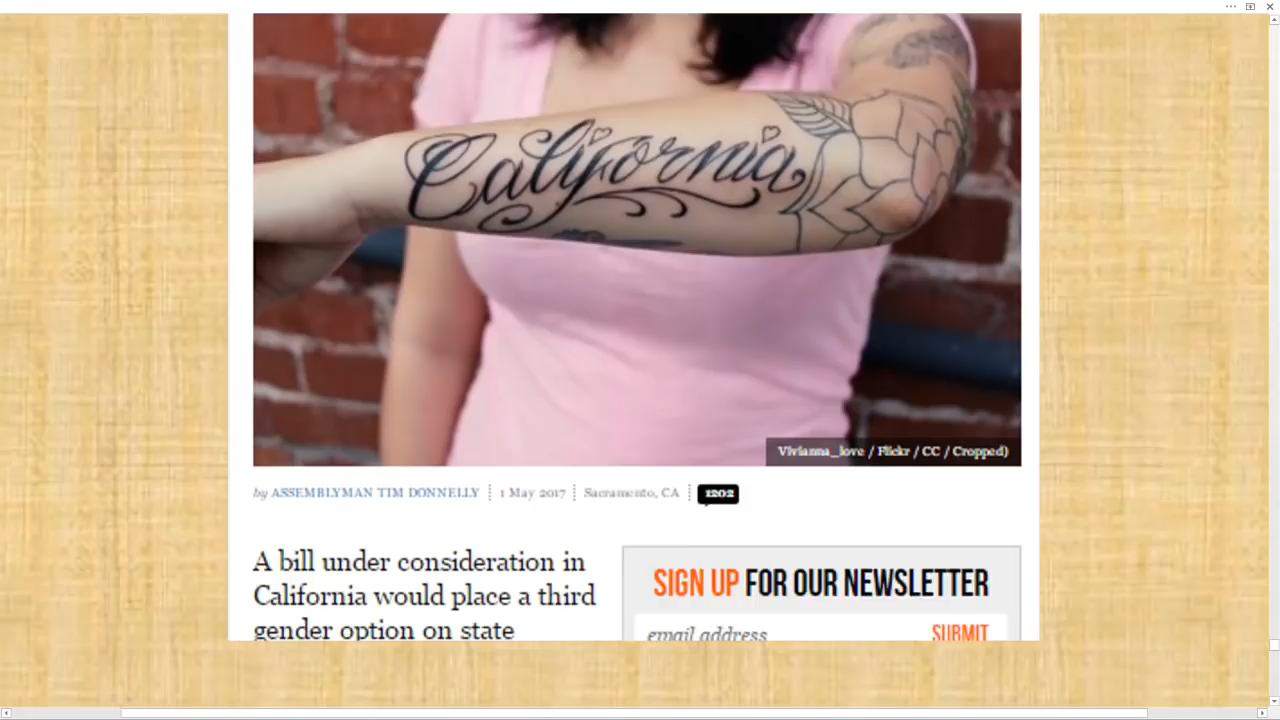 California
Vivianna_love / Flickr / CC / Cropped)
by ASSEMBLYMAN TIM DONNELLY 1 May 2017 Sacramento, CA 1202
A bill under consideration in
California would place a third
gender option on state
SIGN UP FOR OUR NEWSLETTER
email address SUBMIT